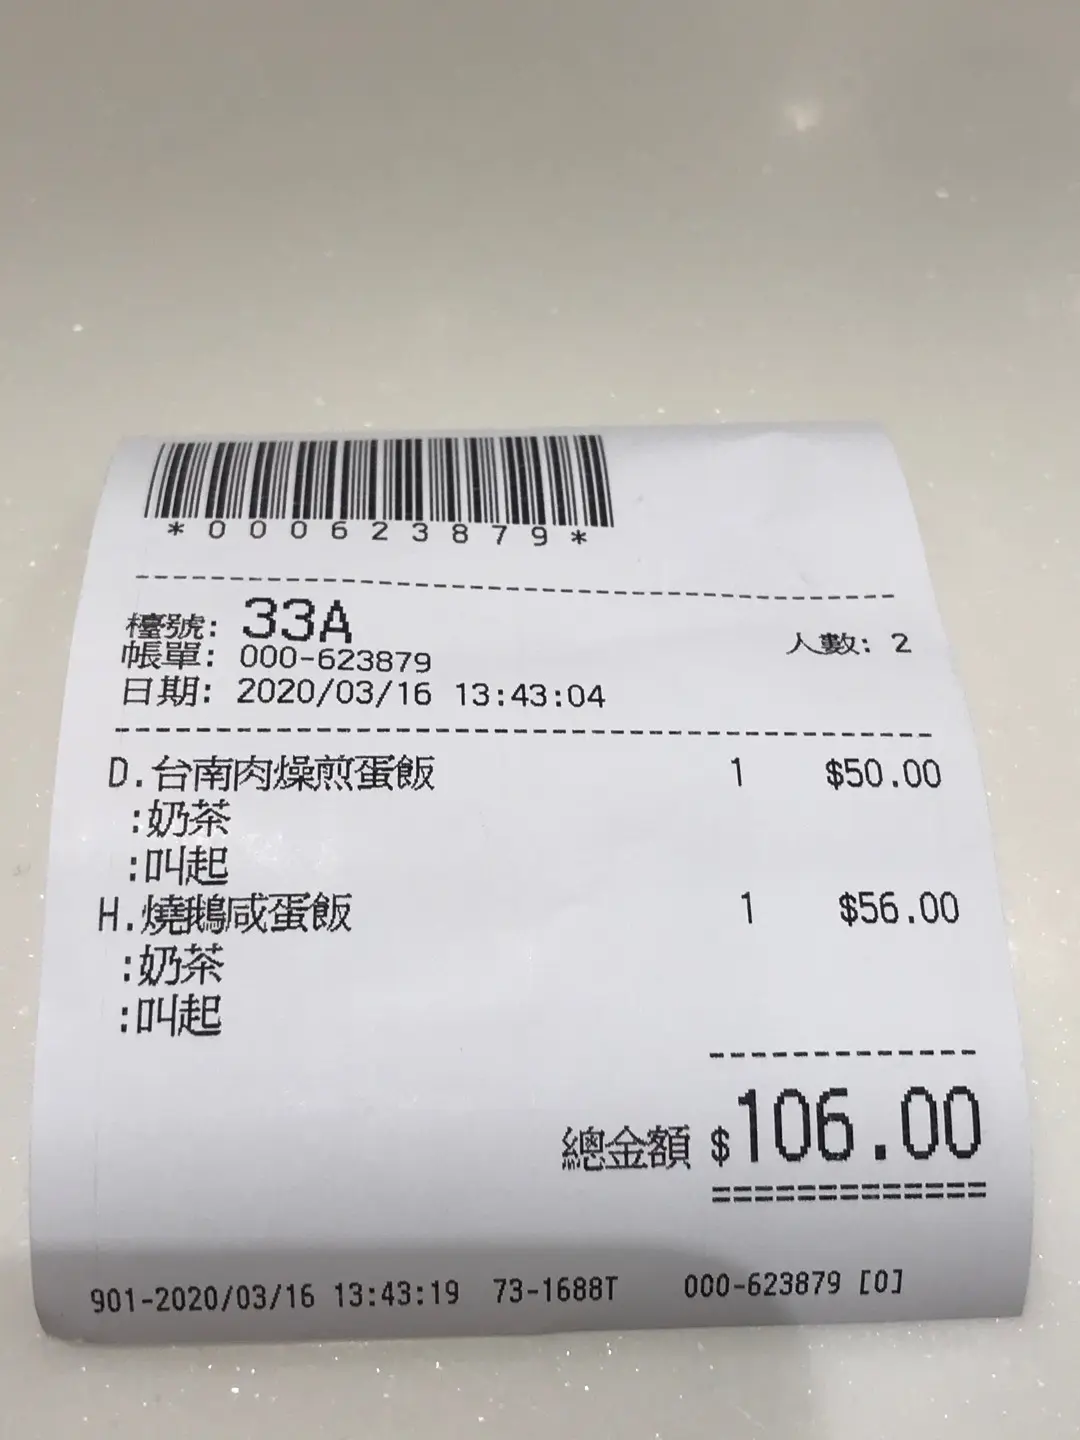 *000623879*
檯號: 33A
人數: 2
帳單: 000-623879
日期: 2020/03/16 13:43:04
D.台南肉燥煎蛋飯 1 $50.00
:奶茶
:叫起
H.燒鵝咸蛋飯 1 $56.00
:奶茶
:叫起
總金額 $106.00
901-2020/03/16 13:43:19 73-1688T 000-623879 [0]